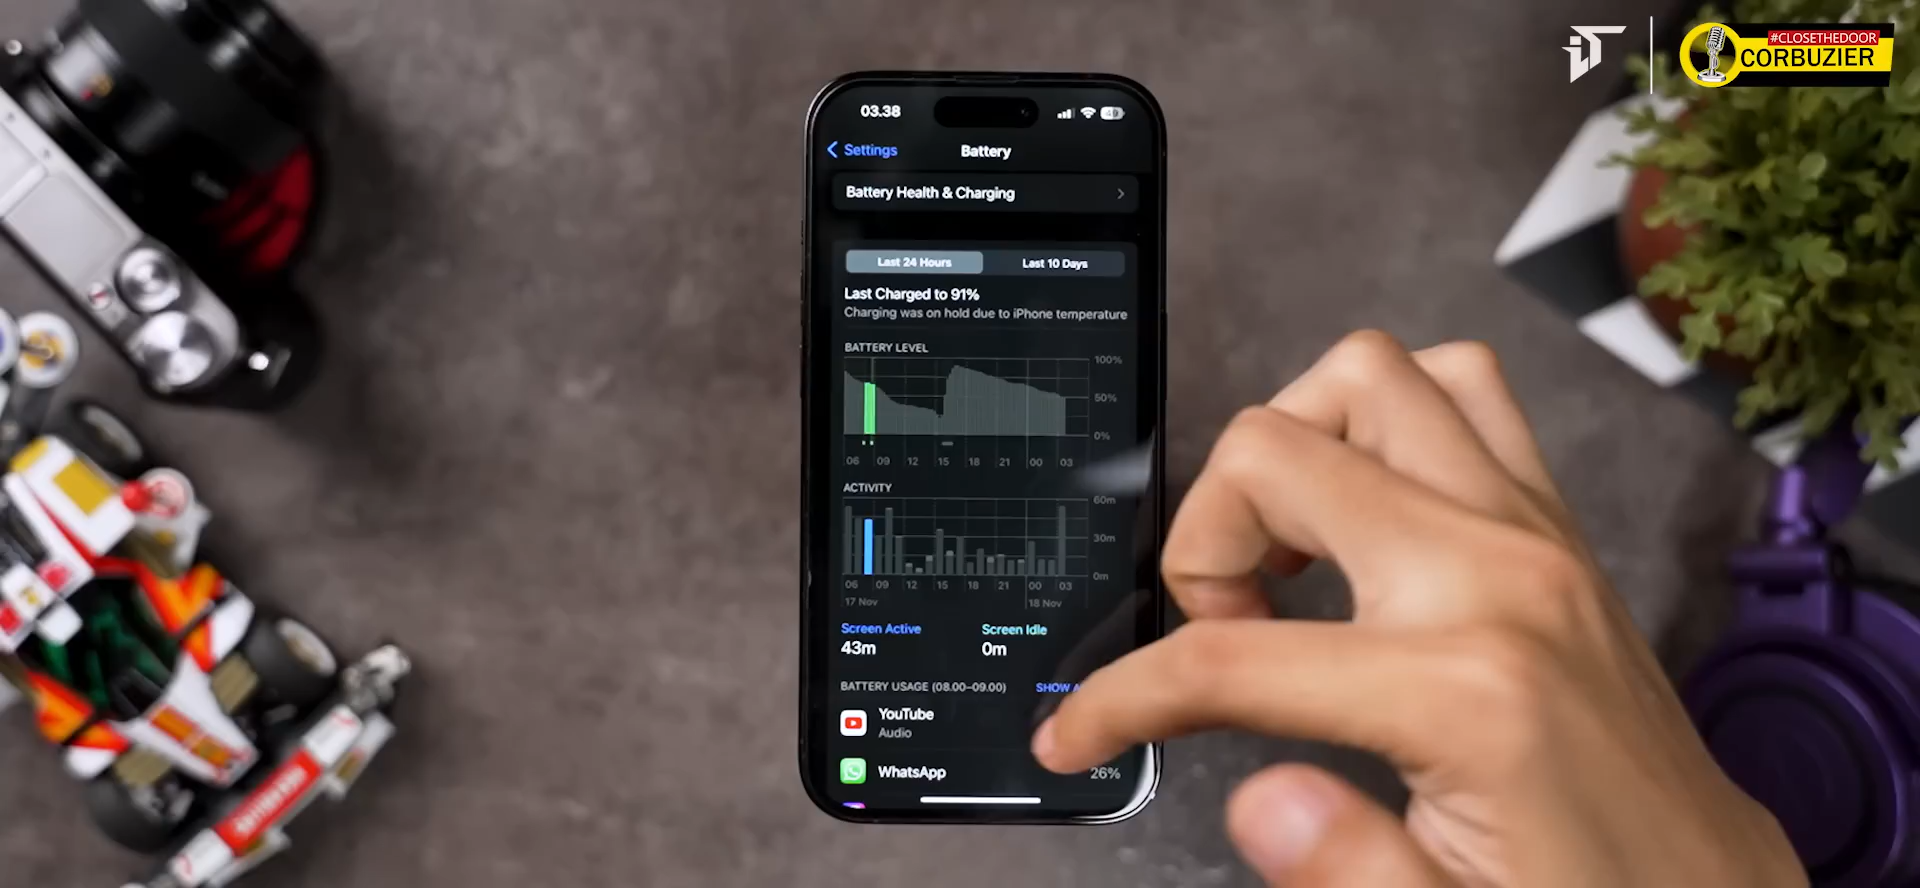 #CLOSETHEDOOR
CORBUZIER
03.38
49
Settings
Battery
Battery Health & Charging
Last 24 Hours
Last 10 Days
Last Charged to 91%
Charging was on hold due to iPhone temperature
BATTERY LEVEL
100%
50%
0%
06 09 12 15 18 21 00 03
ACTIVITY
60m
30m
0m
06 09 12 15 18 21 00 03
17 Nov 18 Nov
Screen Active Screen Idle
43m 0m
BATTERY USAGE (08.00–09.00) SHOW
YouTube
Audio
WhatsApp 26%